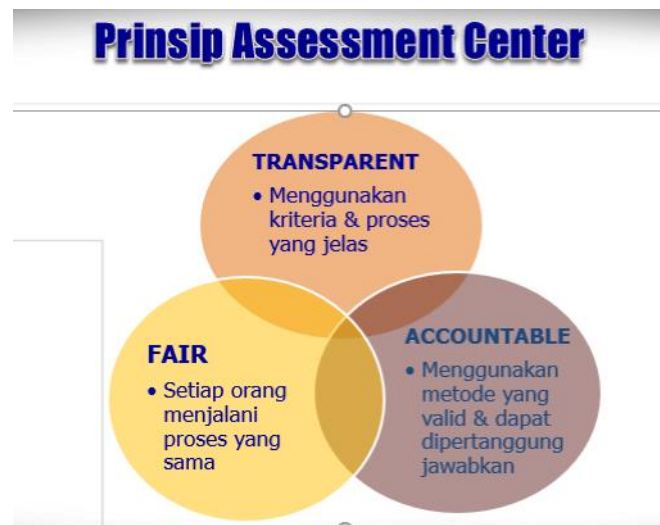 Prinsip Assessment Center
TRANSPARENT
• Menggunakan
kriteria & proses
yang jelas
FAIR
• Setiap orang
menjalani
proses yang
sama
ACCOUNTABLE
• Menggunakan
metode yang
valid & dapat
dipertanggung
jawabkan